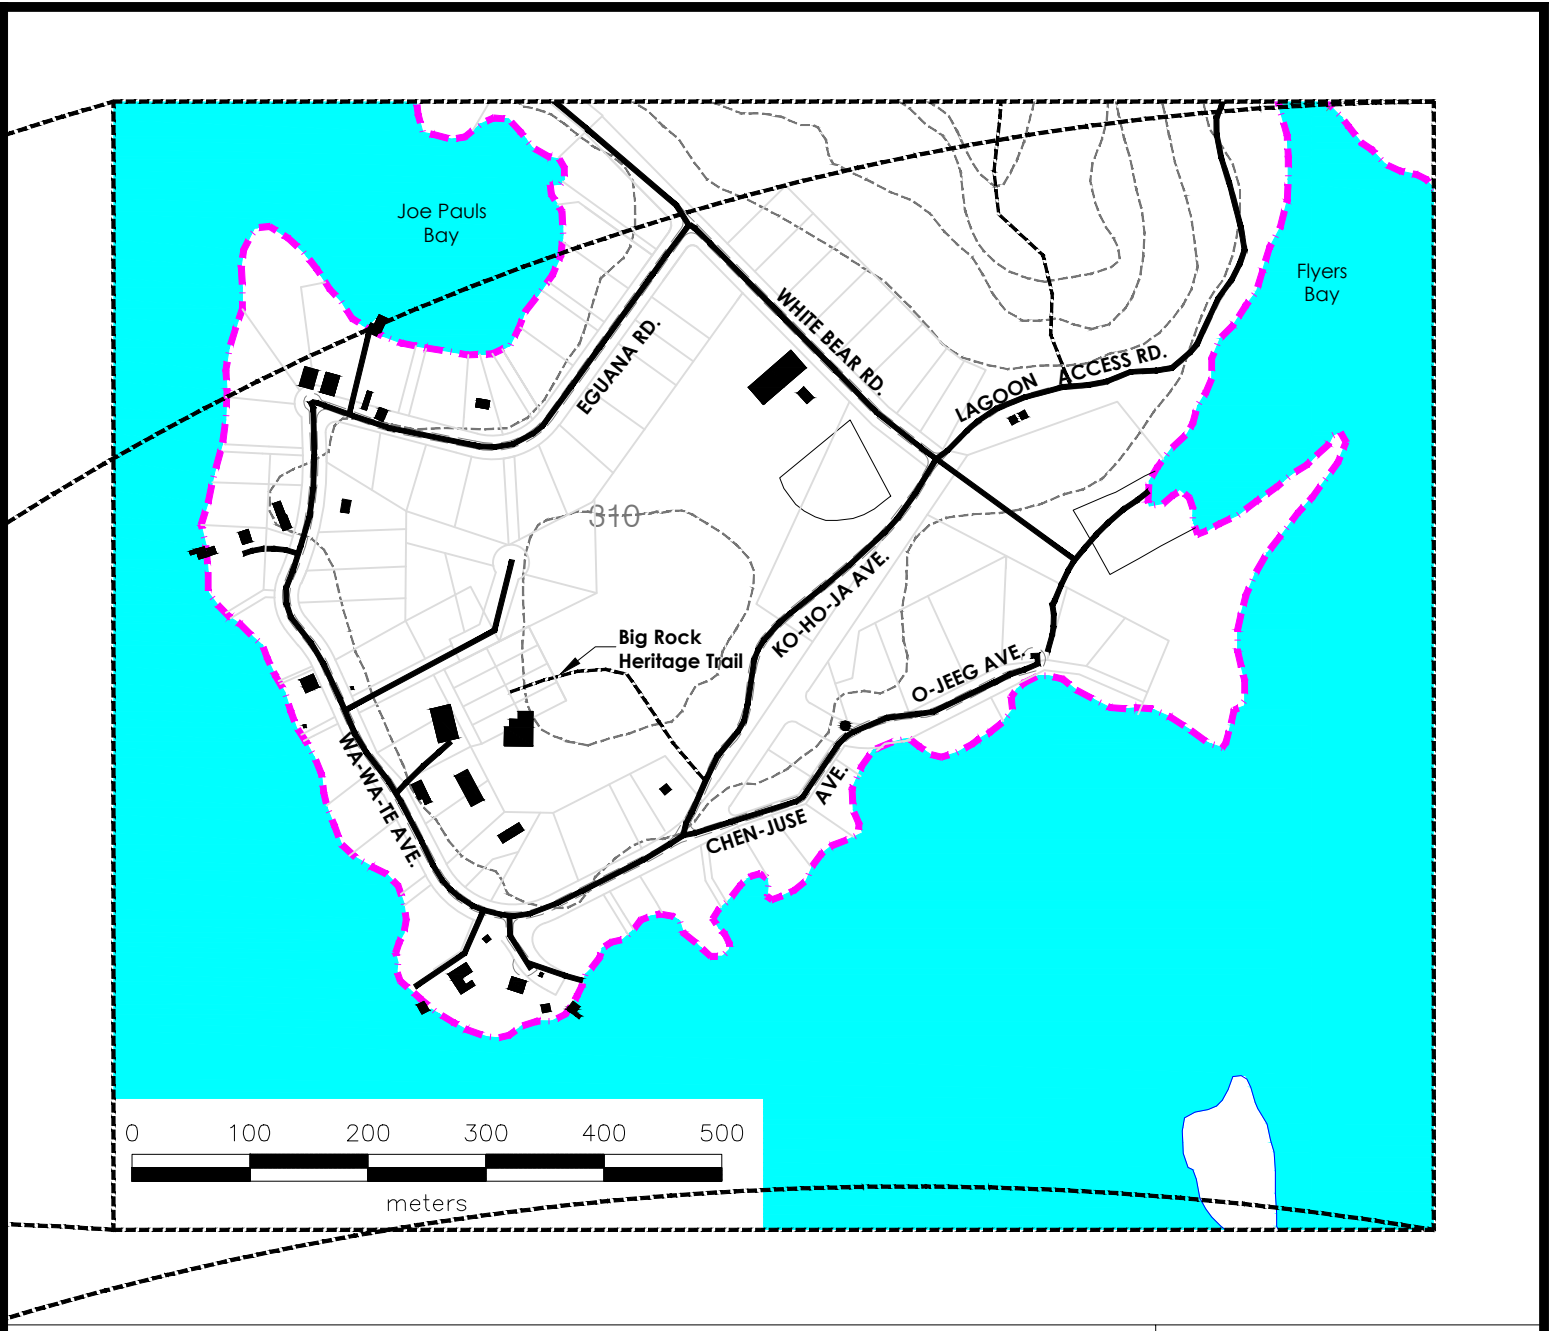 Joe Pauls
Bay
Flyers
Bay
WHITE BEAR RD.
EGUANA RD.
LAGOON ACCESS RD.
310
KO-HO-JA AVE.
Big Rock
Heritage Trail
O-JEEG AVE.
WA-WA-TE AVE.
CHEN-JUSE AVE.
0 100 200 300 400 500
meters